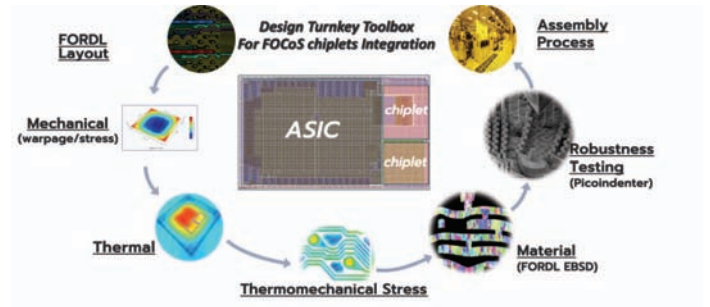 Design Turnkey Toolbox
For FOCoS chiplets Integration
FORDL
Layout
Mechanical
(warpage/stress)
Thermal
Thermomechanical Stress
Material
(FORDL EBSD)
Robustness
Testing
(Picoindenter)
Assembly
Process
ASIC
chiplet
chiplet